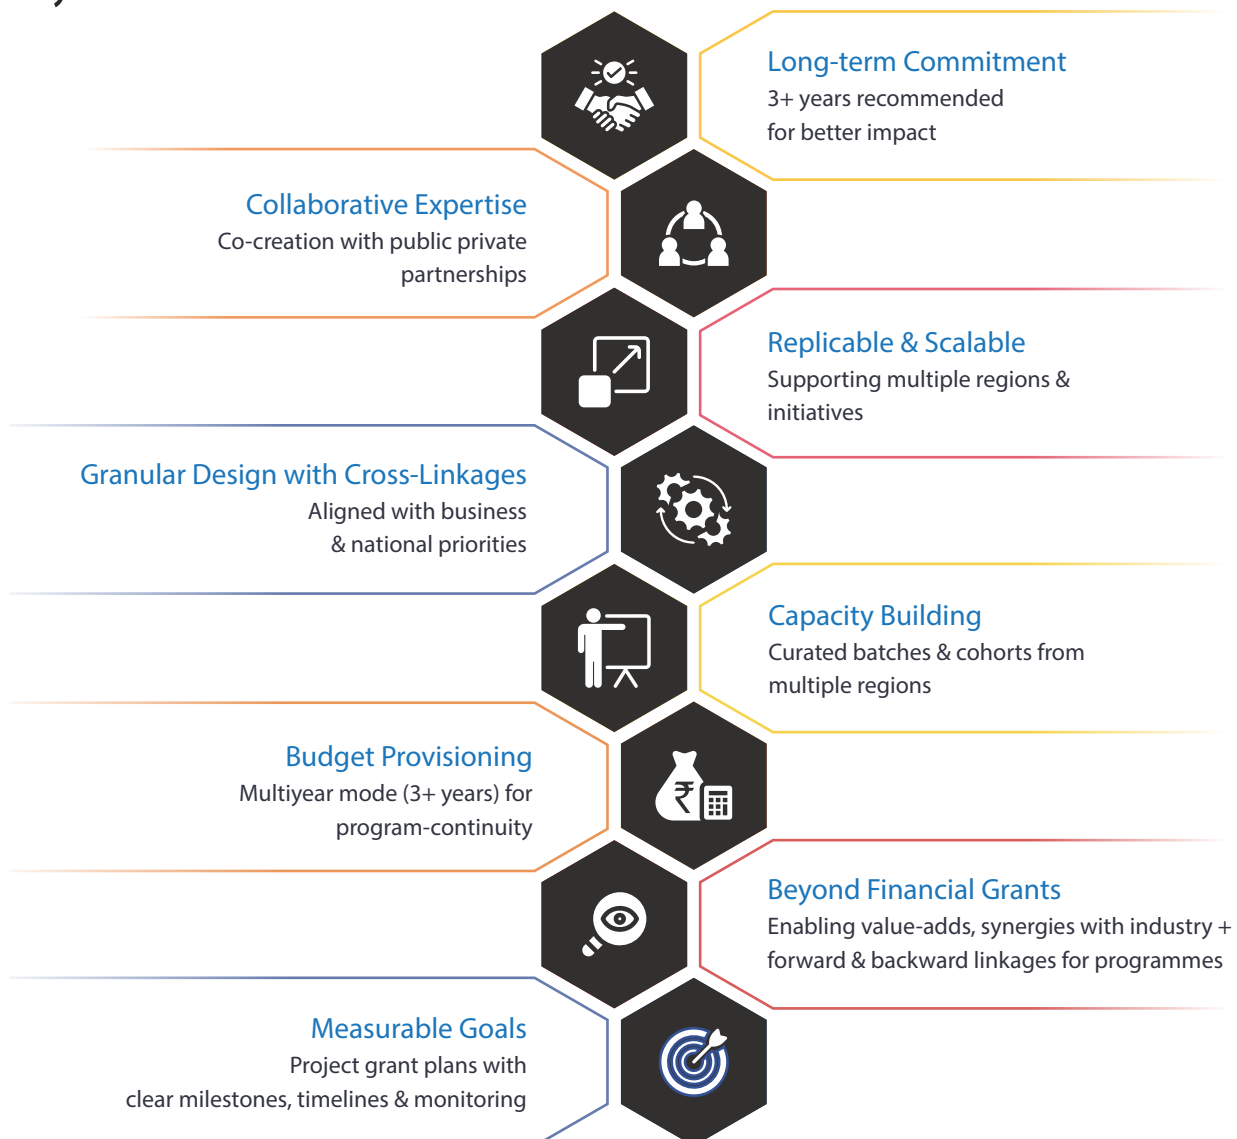 Long-term Commitment
3+ years recommended
for better impact
Collaborative Expertise
Co-creation with public private
partnerships
Replicable & Scalable
Supporting multiple regions &
initiatives
Granular Design with Cross-Linkages
Aligned with business
& national priorities
Capacity Building
Curated batches & cohorts from
multiple regions
Budget Provisioning
Multiyear mode (3+ years) for
program-continuity
₹
Beyond Financial Grants
Enabling value-adds, synergies with industry +
forward & backward linkages for programmes
Measurable Goals
Project grant plans with
clear milestones, timelines & monitoring